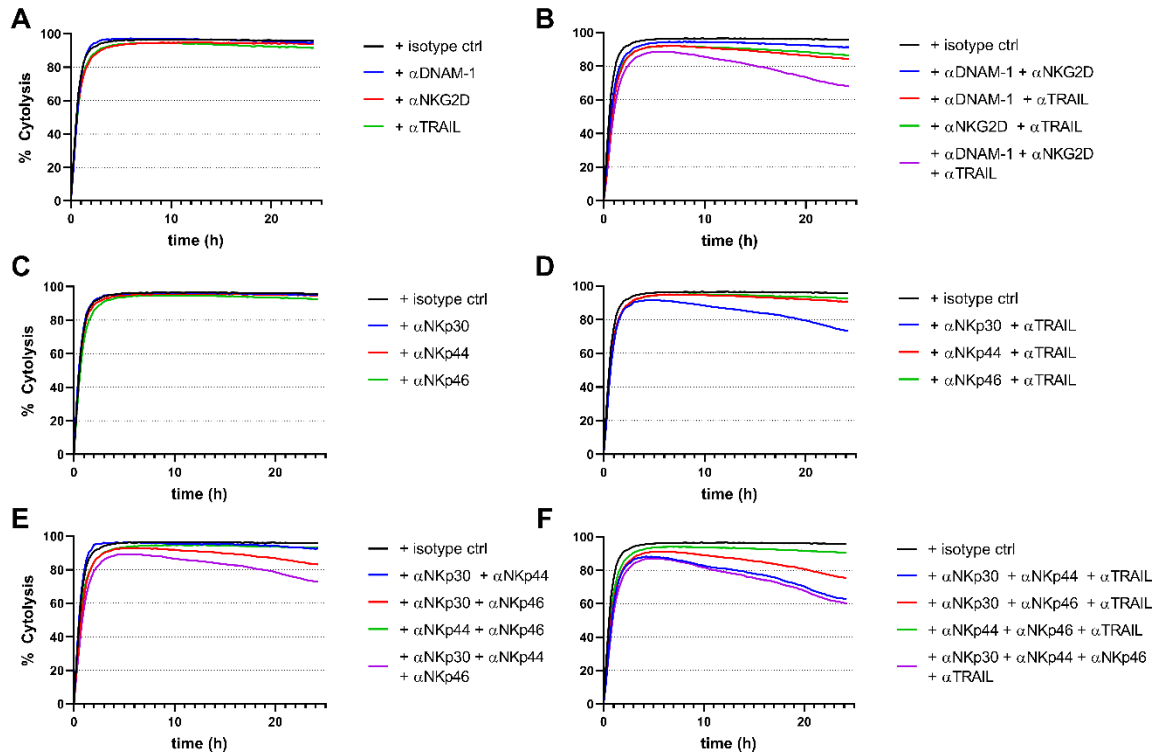 A
100
80
60
40
20
0
% Cytolysis
0 10 20
time (h)
+ isotype ctrl
+ αDNAM-1
+ αNKG2D
+ αTRAIL
B
100
80
60
40
20
0
0 10 20
time (h)
+ isotype ctrl
+ αDNAM-1 + αNKG2D
+ αDNAM-1 + αTRAIL
+ αNKG2D + αTRAIL
+ αDNAM-1 + αNKG2D
+ αTRAIL
C
100
80
60
40
20
0
% Cytolysis
0 10 20
time (h)
+ isotype ctrl
+ αNKp30
+ αNKp44
+ αNKp46
D
100
80
60
40
20
0
0 10 20
time (h)
+ isotype ctrl
+ αNKp30 + αTRAIL
+ αNKp44 + αTRAIL
+ αNKp46 + αTRAIL
E
100
80
60
40
20
0
% Cytolysis
0 10 20
time (h)
+ isotype ctrl
+ αNKp30 + αNKp44
+ αNKp30 + αNKp46
+ αNKp44 + αNKp46
+ αNKp30 + αNKp44
+ αNKp46
F
100
80
60
40
20
0
0 10 20
time (h)
+ isotype ctrl
+ αNKp30 + αNKp44 + αTRAIL
+ αNKp30 + αNKp46 + αTRAIL
+ αNKp44 + αNKp46 + αTRAIL
+ αNKp30 + αNKp44 + αNKp46
+ αTRAIL